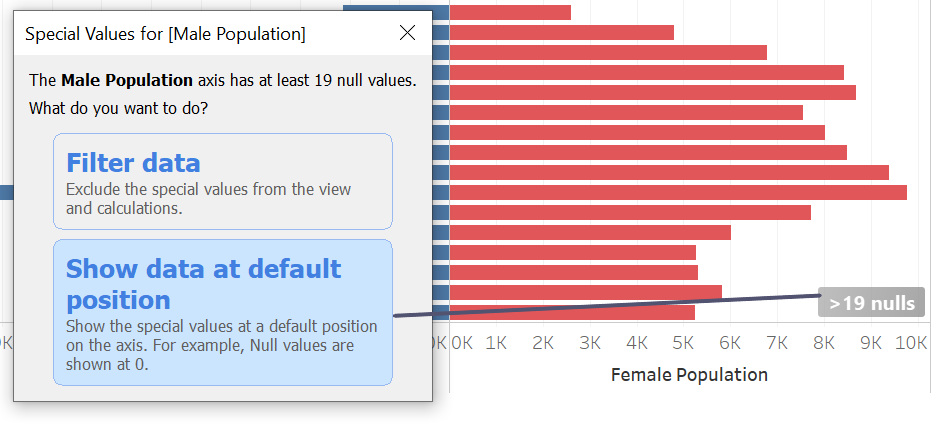 Special Values for [Male Population]
The Male Population axis has at least 19 null values.
What do you want to do?
Filter data
Exclude the special values from the view
and calculations.
Show data at default
position
Show the special values at a default position
on the axis. For example, Null values are
shown at 0.
>19 nulls
0K 1K 2K 3K 4K 5K 6K 7K 8K 9K 10K
Female Population